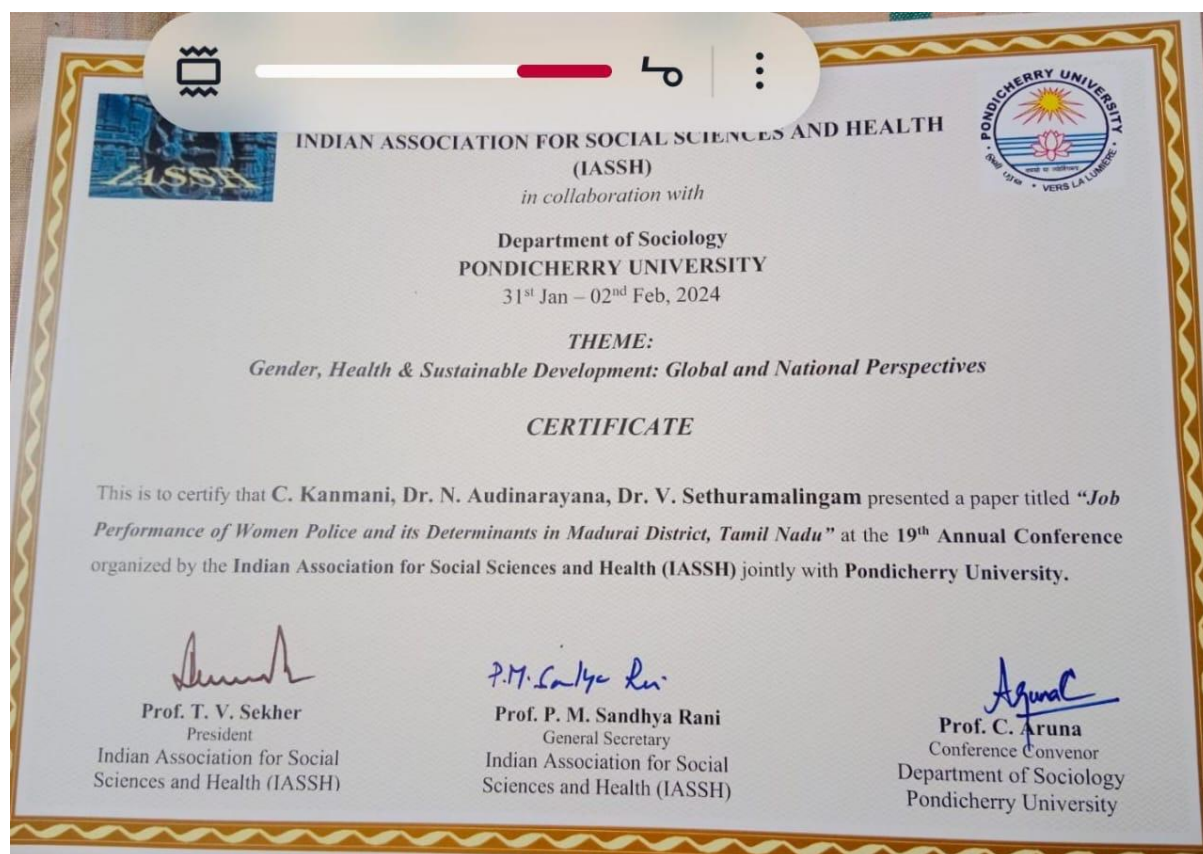 INDIAN ASSOCIATION FOR SOCIAL SCIENCES AND HEALTH
(IASSH)
in collaboration with
IASSH
PONDICHERRY UNIVERSITY
VERS LA LUMIÈRE
Department of Sociology
PONDICHERRY UNIVERSITY
31st Jan – 02nd Feb, 2024
THEME:
Gender, Health & Sustainable Development: Global and National Perspectives
CERTIFICATE
This is to certify that C. Kanmani, Dr. N. Audinarayana, Dr. V. Sethuramalingam presented a paper titled “Job
Performance of Women Police and its Determinants in Madurai District, Tamil Nadu” at the 19th Annual Conference
organized by the Indian Association for Social Sciences and Health (IASSH) jointly with Pondicherry University.
P.M. Sandhya Rani
Aruna C
Prof. T. V. Sekher
President
Indian Association for Social
Sciences and Health (IASSH)
Prof. P. M. Sandhya Rani
General Secretary
Indian Association for Social
Sciences and Health (IASSH)
Prof. C. Aruna
Conference Convenor
Department of Sociology
Pondicherry University